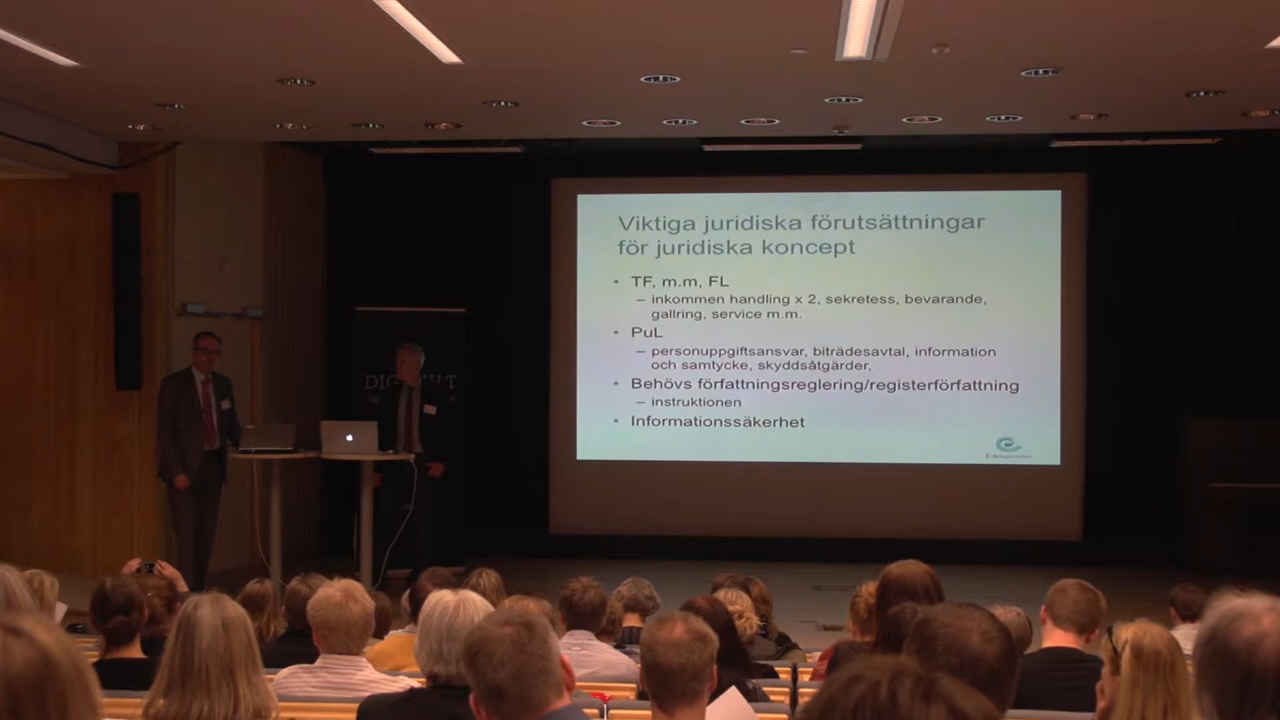 Viktiga juridiska förutsättningar
för juridiska koncept
• TF, m.m, FL
– inkommen handling x 2, sekretess, bevarande,
gallring, service m.m.
• PuL
– personuppgiftsansvar, biträdesavtal, information
och samtycke, skyddsåtgärder,
• Behövs författningsreglering/registerförfattning
– instruktionen
• Informationssäkerhet
E-delegationen